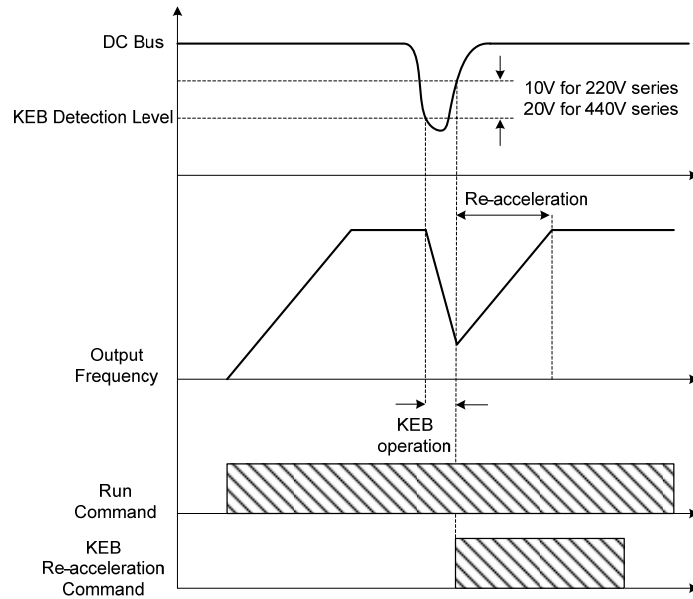 DC Bus
10V for 220V series
20V for 440V series
KEB Detection Level
Re-acceleration
Output
Frequency
KEB
operation
Run
Command
KEB
Re-acceleration
Command